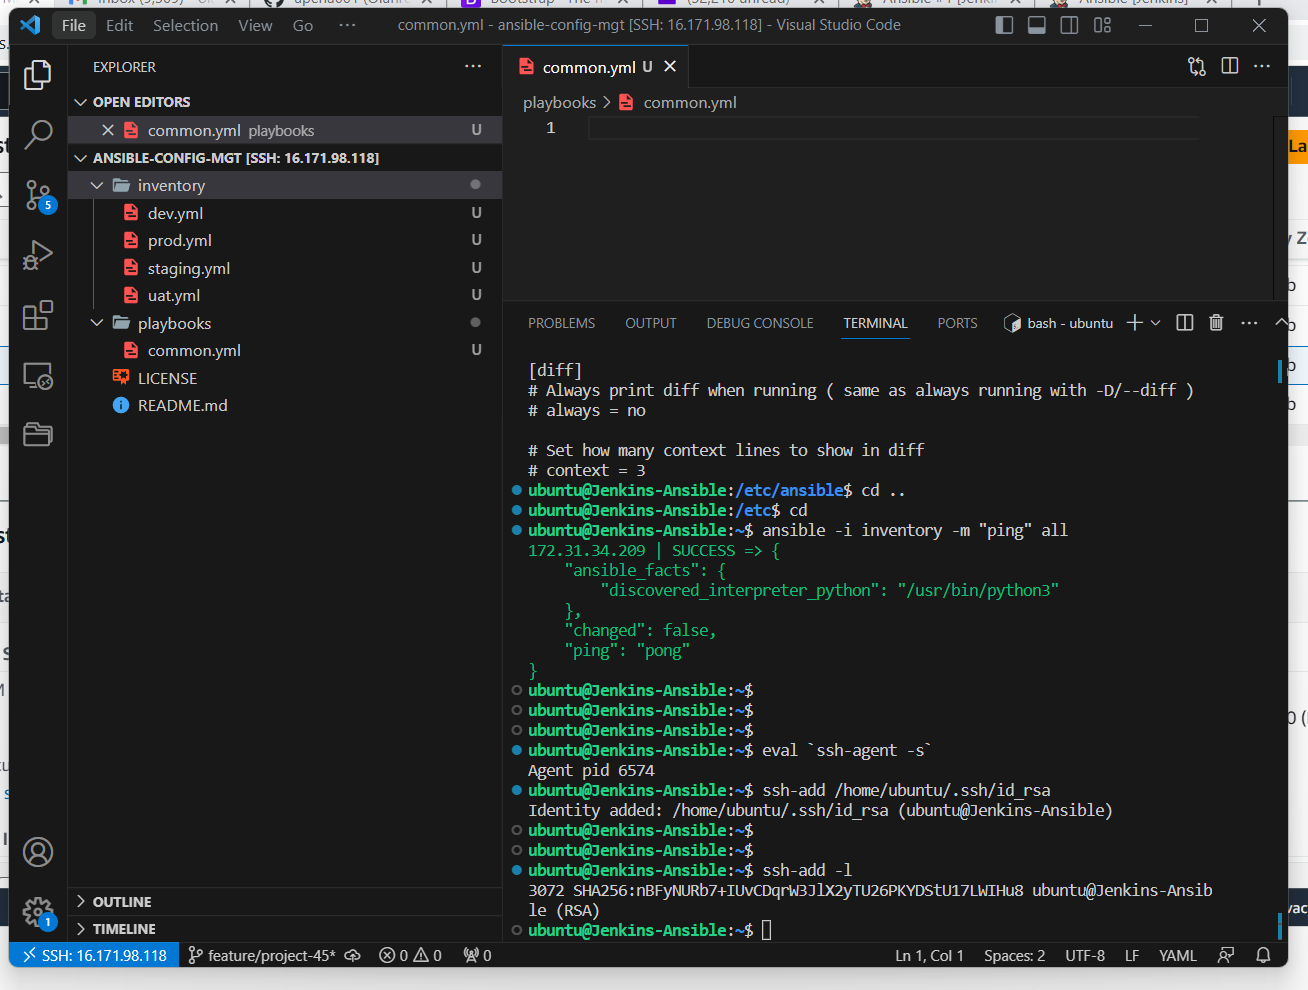 File Edit Selection View Go ··· common.yml - ansible-config-mgt [SSH: 16.171.98.118] - Visual Studio Code
EXPLORER
OPEN EDITORS
common.yml playbooks U
ANSIBLE-CONFIG-MGT [SSH: 16.171.98.118]
inventory
dev.yml U
prod.yml U
staging.yml U
uat.yml U
playbooks
common.yml U
LICENSE
README.md
OUTLINE
TIMELINE
5
1
common.yml U
playbooks > common.yml
1
PROBLEMS OUTPUT DEBUG CONSOLE TERMINAL PORTS bash - ubuntu
[diff]
# Always print diff when running ( same as always running with -D/--diff )
# always = no
# Set how many context lines to show in diff
# context = 3
ubuntu@Jenkins-Ansible:/etc/ansible$ cd ..
ubuntu@Jenkins-Ansible:/etc$ cd
ubuntu@Jenkins-Ansible:~$ ansible -i inventory -m "ping" all
172.31.34.209 | SUCCESS => {
"ansible_facts": {
"discovered_interpreter_python": "/usr/bin/python3"
},
"changed": false,
"ping": "pong"
}
ubuntu@Jenkins-Ansible:~$
ubuntu@Jenkins-Ansible:~$
ubuntu@Jenkins-Ansible:~$
ubuntu@Jenkins-Ansible:~$ eval `ssh-agent -s`
Agent pid 6574
ubuntu@Jenkins-Ansible:~$ ssh-add /home/ubuntu/.ssh/id_rsa
Identity added: /home/ubuntu/.ssh/id_rsa (ubuntu@Jenkins-Ansible)
ubuntu@Jenkins-Ansible:~$
ubuntu@Jenkins-Ansible:~$
ubuntu@Jenkins-Ansible:~$ ssh-add -l
3072 SHA256:nBFyNURb7+IUvCDqrW3JlX2yTU26PKYDStU17LWIHu8 ubuntu@Jenkins-Ansib
le (RSA)
ubuntu@Jenkins-Ansible:~$
SSH: 16.171.98.118 feature/project-45* 0 0 0 Ln 1, Col 1 Spaces: 2 UTF-8 LF YAML